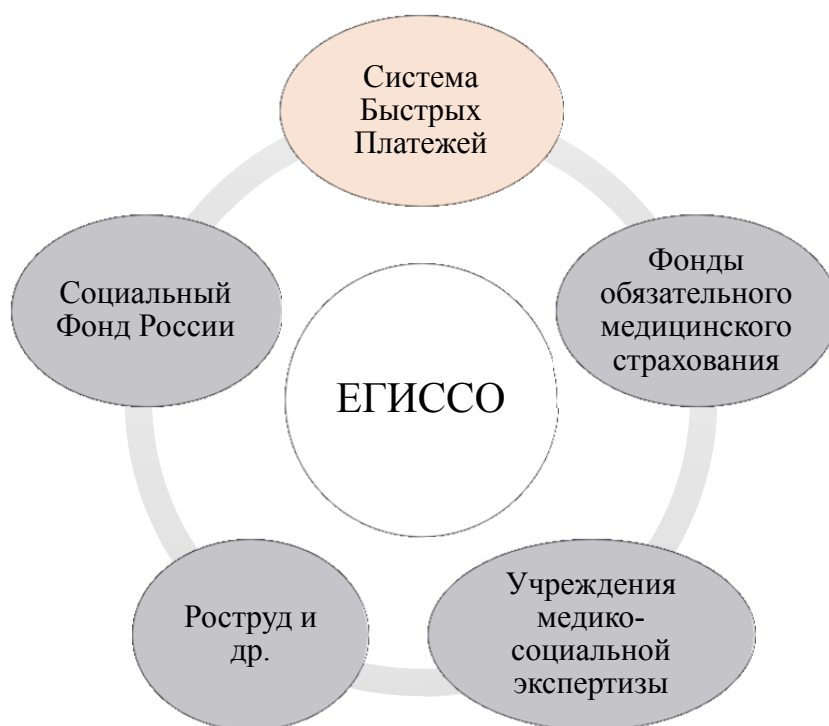 Система
Быстрых
Платежей
Социальный
Фонд России
Фонды
обязательного
медицинского
страхования
ЕГИССО
Роструд и
др.
Учреждения
медико-
социальной
экспертизы